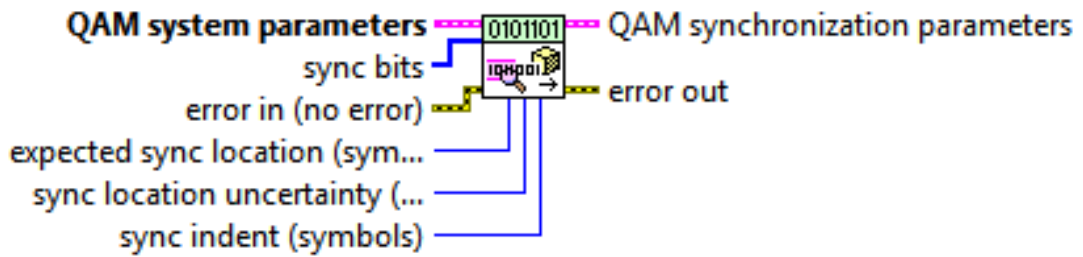 QAM system parameters
0101101
QAM synchronization parameters
sync bits
error in (no error)
error out
expected sync location (sym...
sync location uncertainty (...
sync indent (symbols)